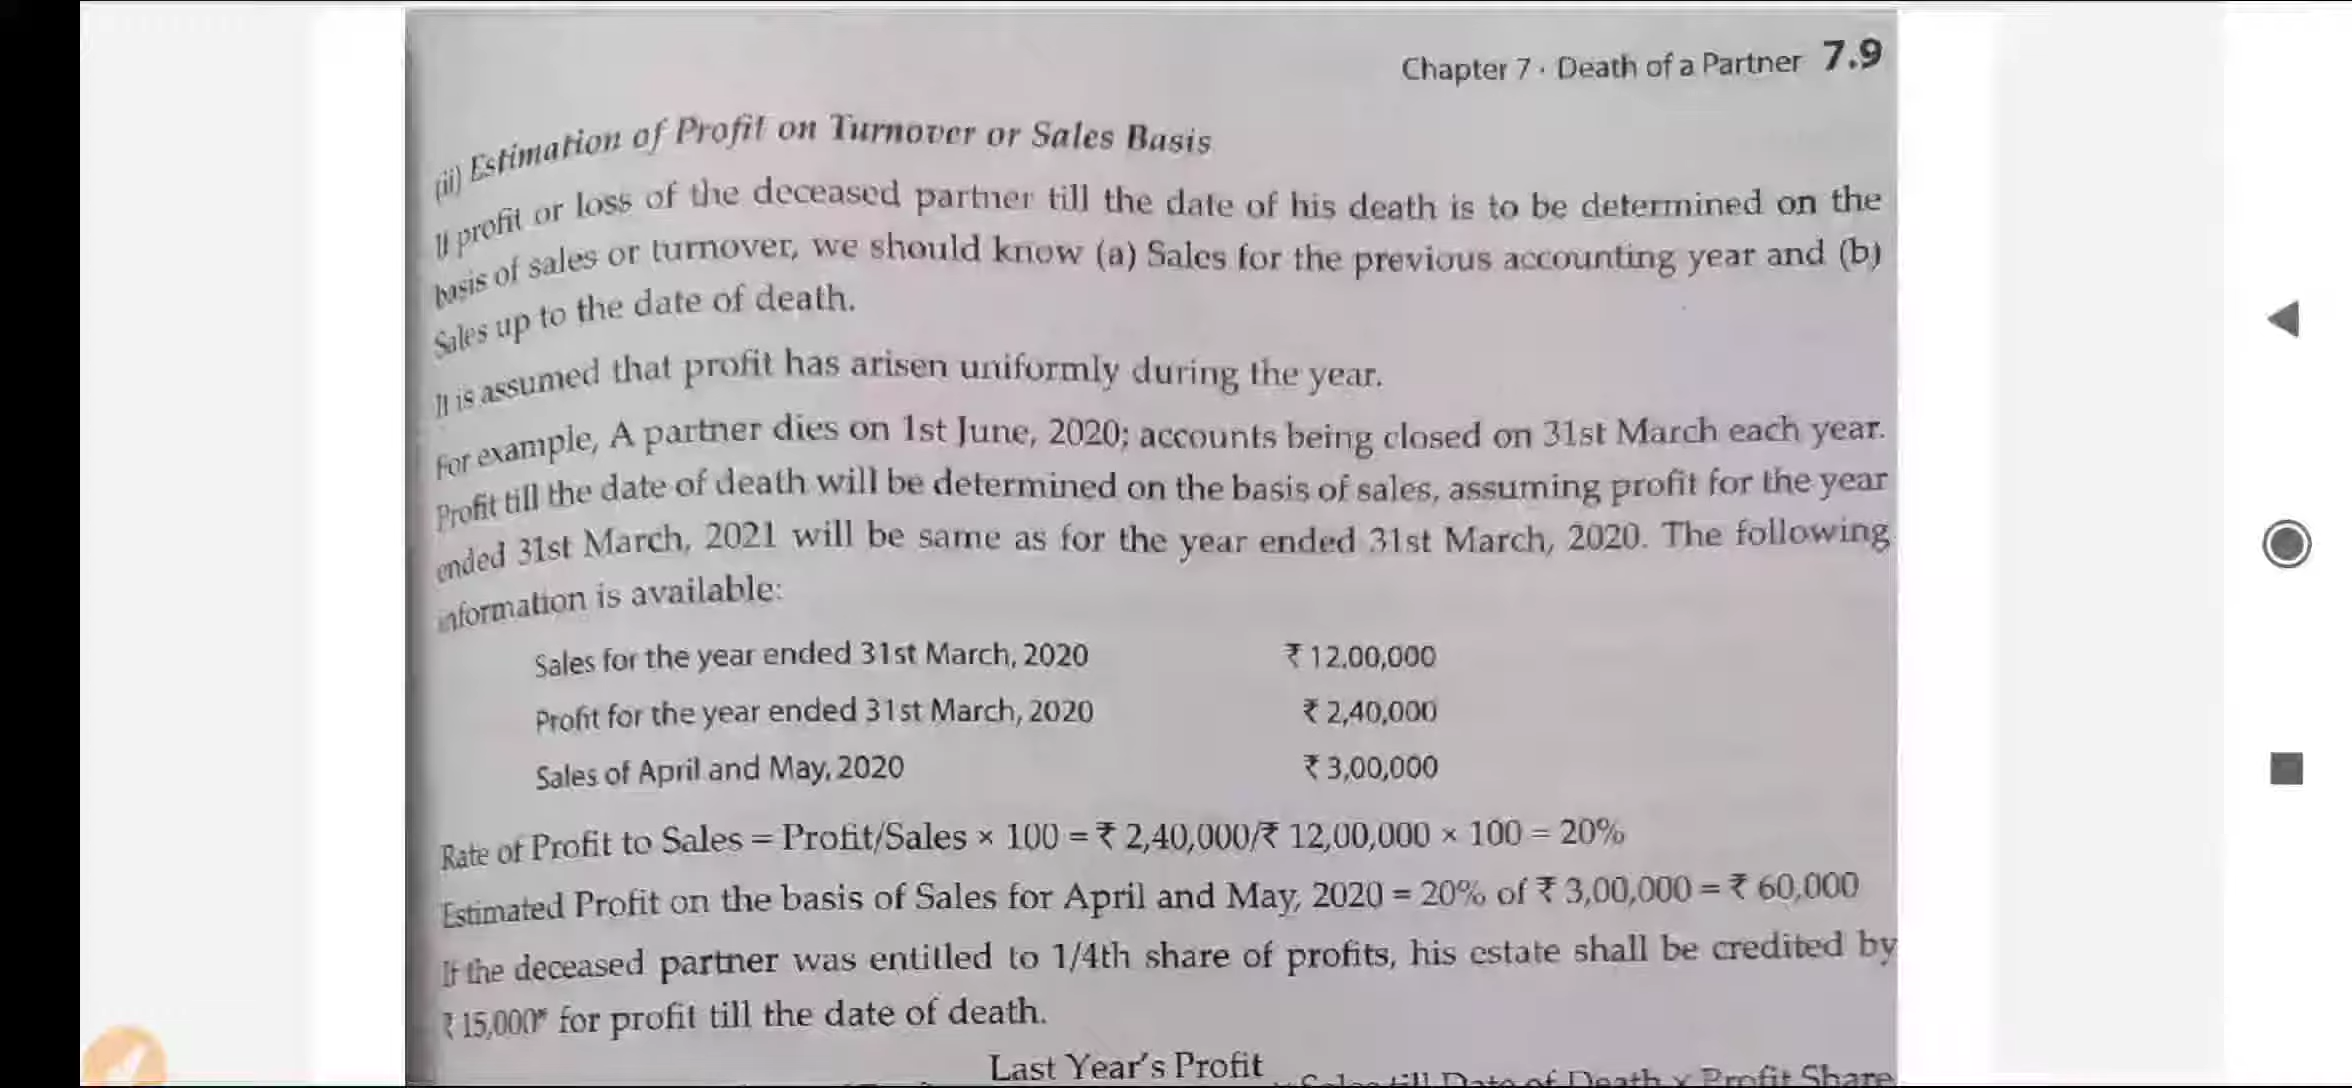 Chapter 7 · Death of a Partner 7.9
(ii) Estimation of Profit on Turnover or Sales Basis
If profit or loss of the deceased partner till the date of his death is to be determined on the
basis of sales or turnover, we should know (a) Sales for the previous accounting year and (b)
Sales up to the date of death.
It is assumed that profit has arisen uniformly during the year.
For example, A partner dies on 1st June, 2020; accounts being closed on 31st March each year.
Profit till the date of death will be determined on the basis of sales, assuming profit for the year
ended 31st March, 2021 will be same as for the year ended 31st March, 2020. The following
information is available:
Sales for the year ended 31st March, 2020 ₹ 12,00,000
Profit for the year ended 31st March, 2020 ₹ 2,40,000
Sales of April and May, 2020 ₹ 3,00,000
Rate of Profit to Sales = Profit/Sales × 100 = ₹ 2,40,000/₹ 12,00,000 × 100 = 20%
Estimated Profit on the basis of Sales for April and May, 2020 = 20% of ₹ 3,00,000 = ₹ 60,000
If the deceased partner was entitled to 1/4th share of profits, his estate shall be credited by
₹ 15,000* for profit till the date of death.
Last Year's Profit
Sales till Date of Death × Profit Share